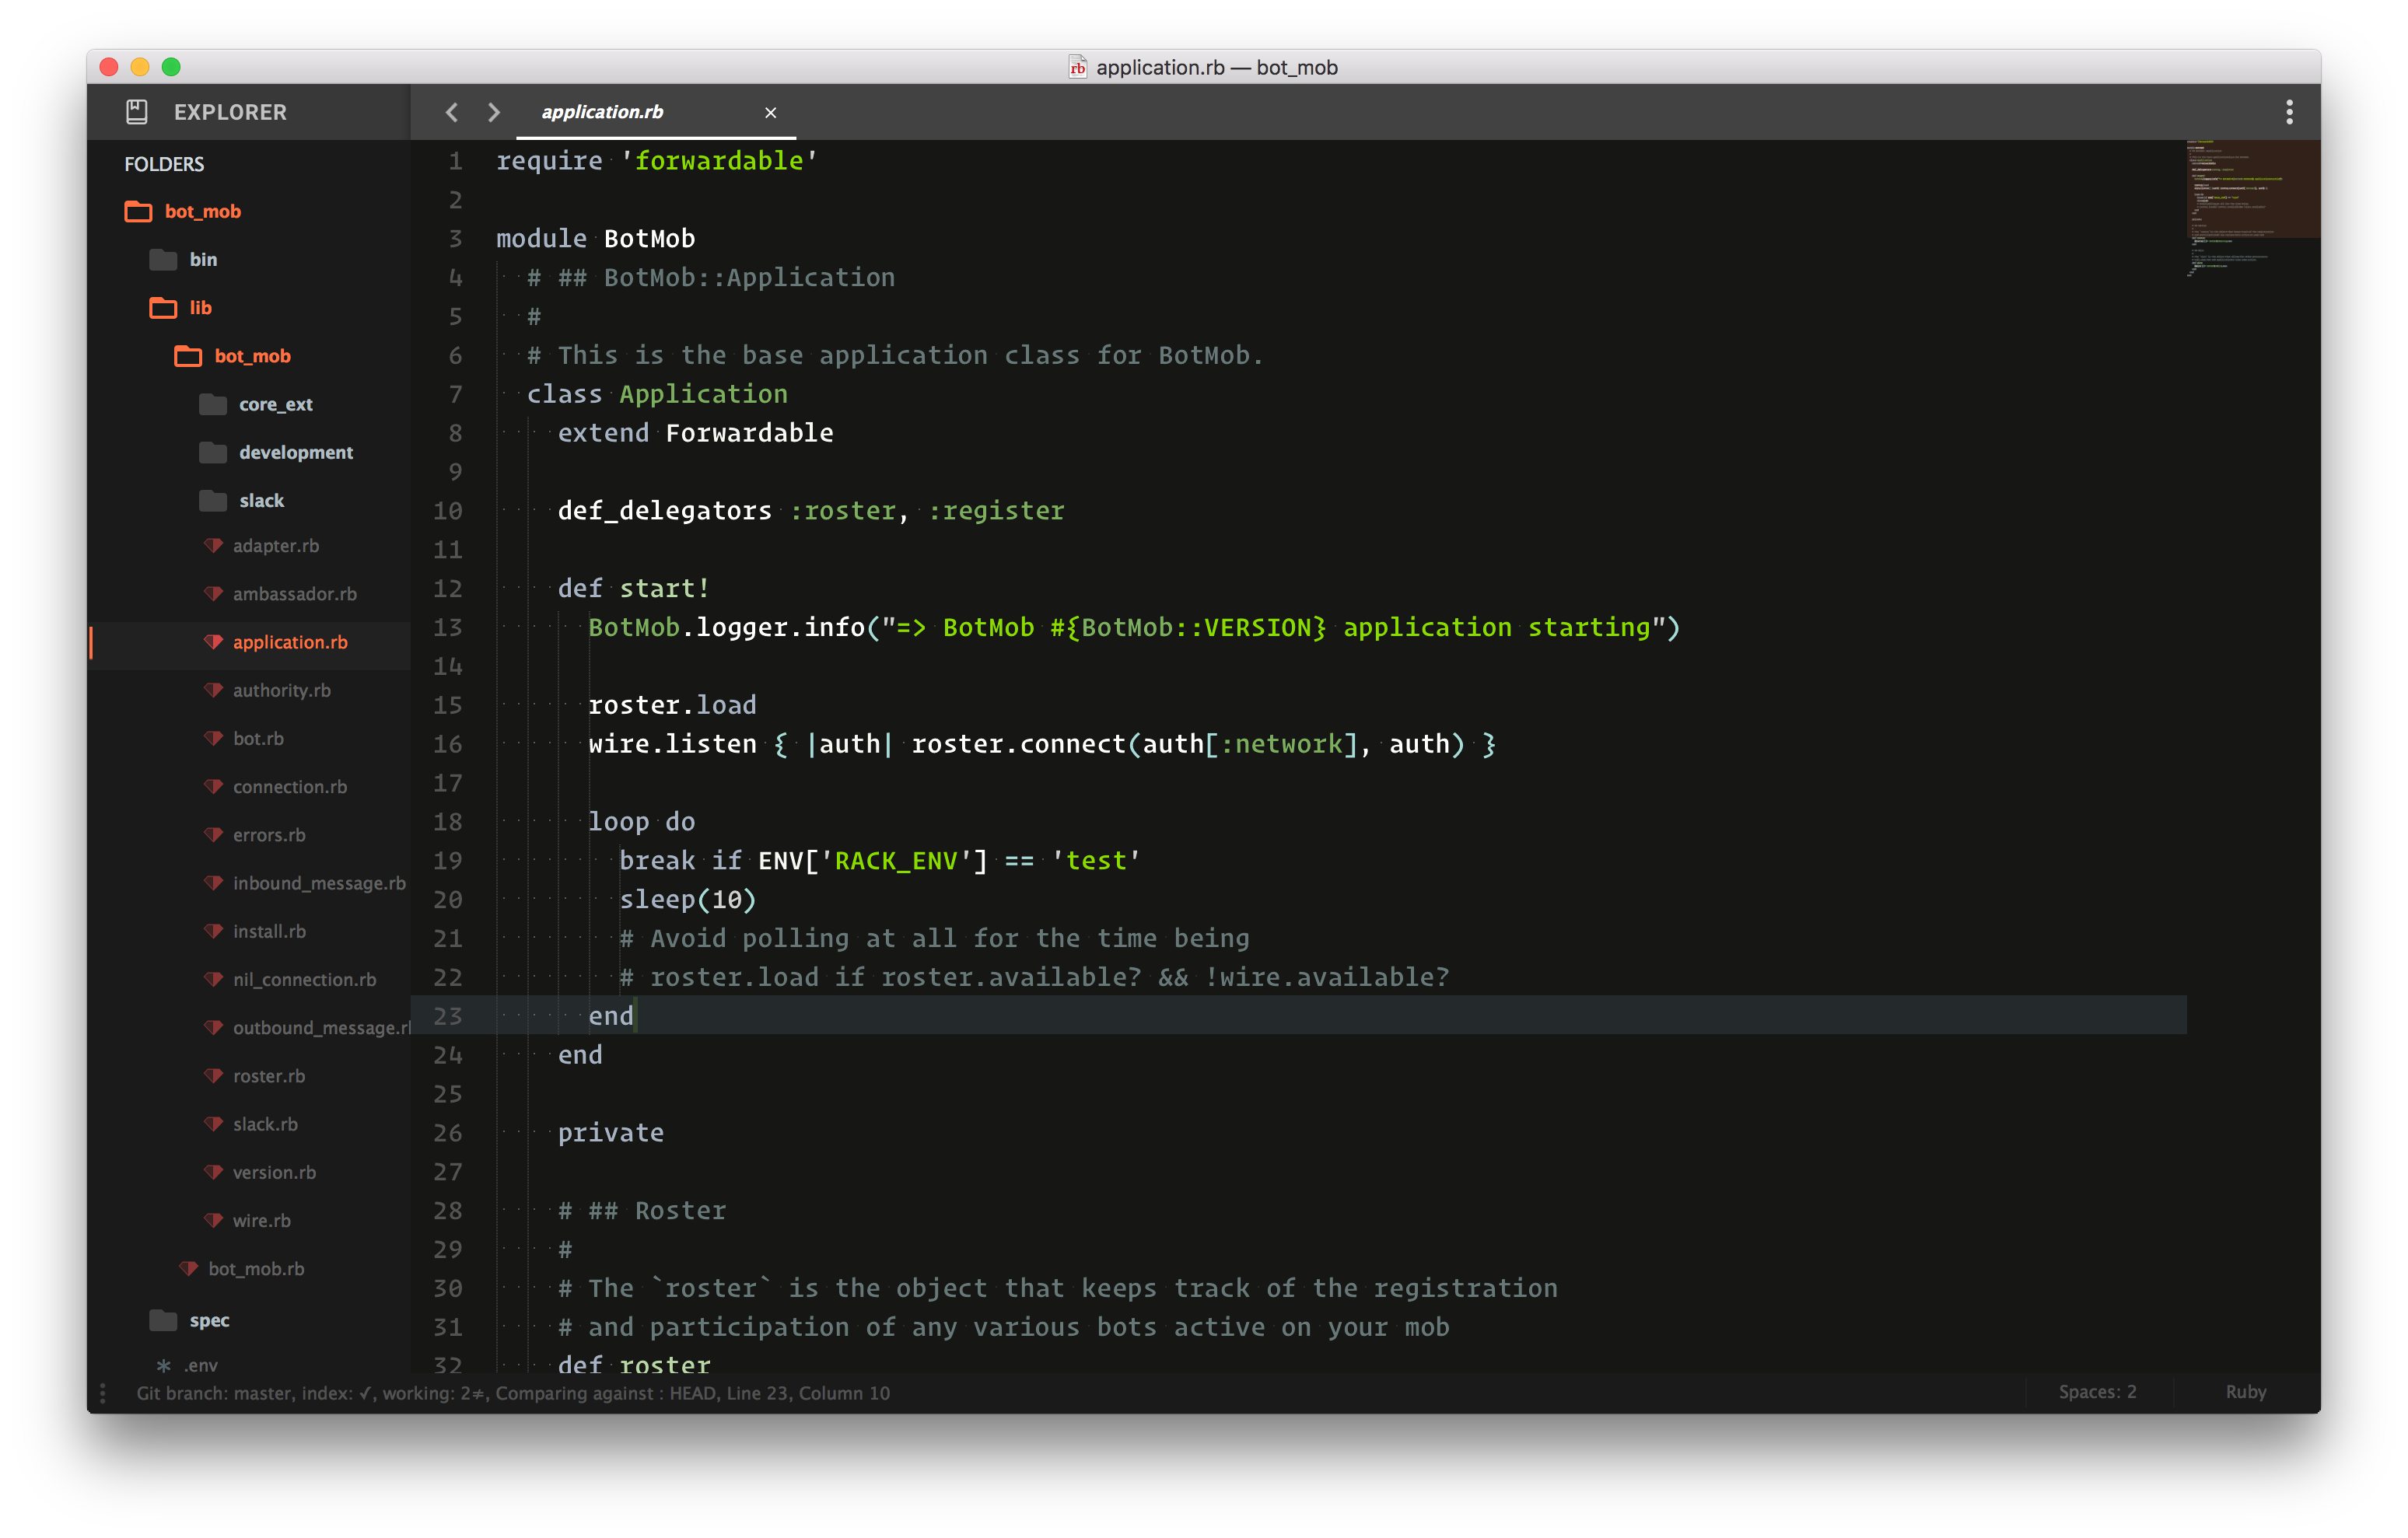 rb application.rb — bot_mob
EXPLORER
application.rb ×
FOLDERS
bot_mob
bin
lib
bot_mob
core_ext
development
slack
adapter.rb
ambassador.rb
application.rb
authority.rb
bot.rb
connection.rb
errors.rb
inbound_message.rb
install.rb
nil_connection.rb
outbound_message.r
roster.rb
slack.rb
version.rb
wire.rb
bot_mob.rb
spec
* .env
1 require 'forwardable'
2
3 module BotMob
4   # ## BotMob::Application
5   #
6   # This is the base application class for BotMob.
7   class Application
8     extend Forwardable
9
10     def_delegators :roster, :register
11
12     def start!
13       BotMob.logger.info("=> BotMob #{BotMob::VERSION} application starting")
14
15       roster.load
16       wire.listen { |auth| roster.connect(auth[:network], auth) }
17
18       loop do
19         break if ENV['RACK_ENV'] == 'test'
20         sleep(10)
21         # Avoid polling at all for the time being
22         # roster.load if roster.available? && !wire.available?
23       end
24     end
25
26     private
27
28     # ## Roster
29     #
30     # The `roster` is the object that keeps track of the registration
31     # and participation of any various bots active on your mob
32     def roster
Git branch: master, index: ✓, working: 2≠, Comparing against : HEAD, Line 23, Column 10
Spaces: 2
Ruby